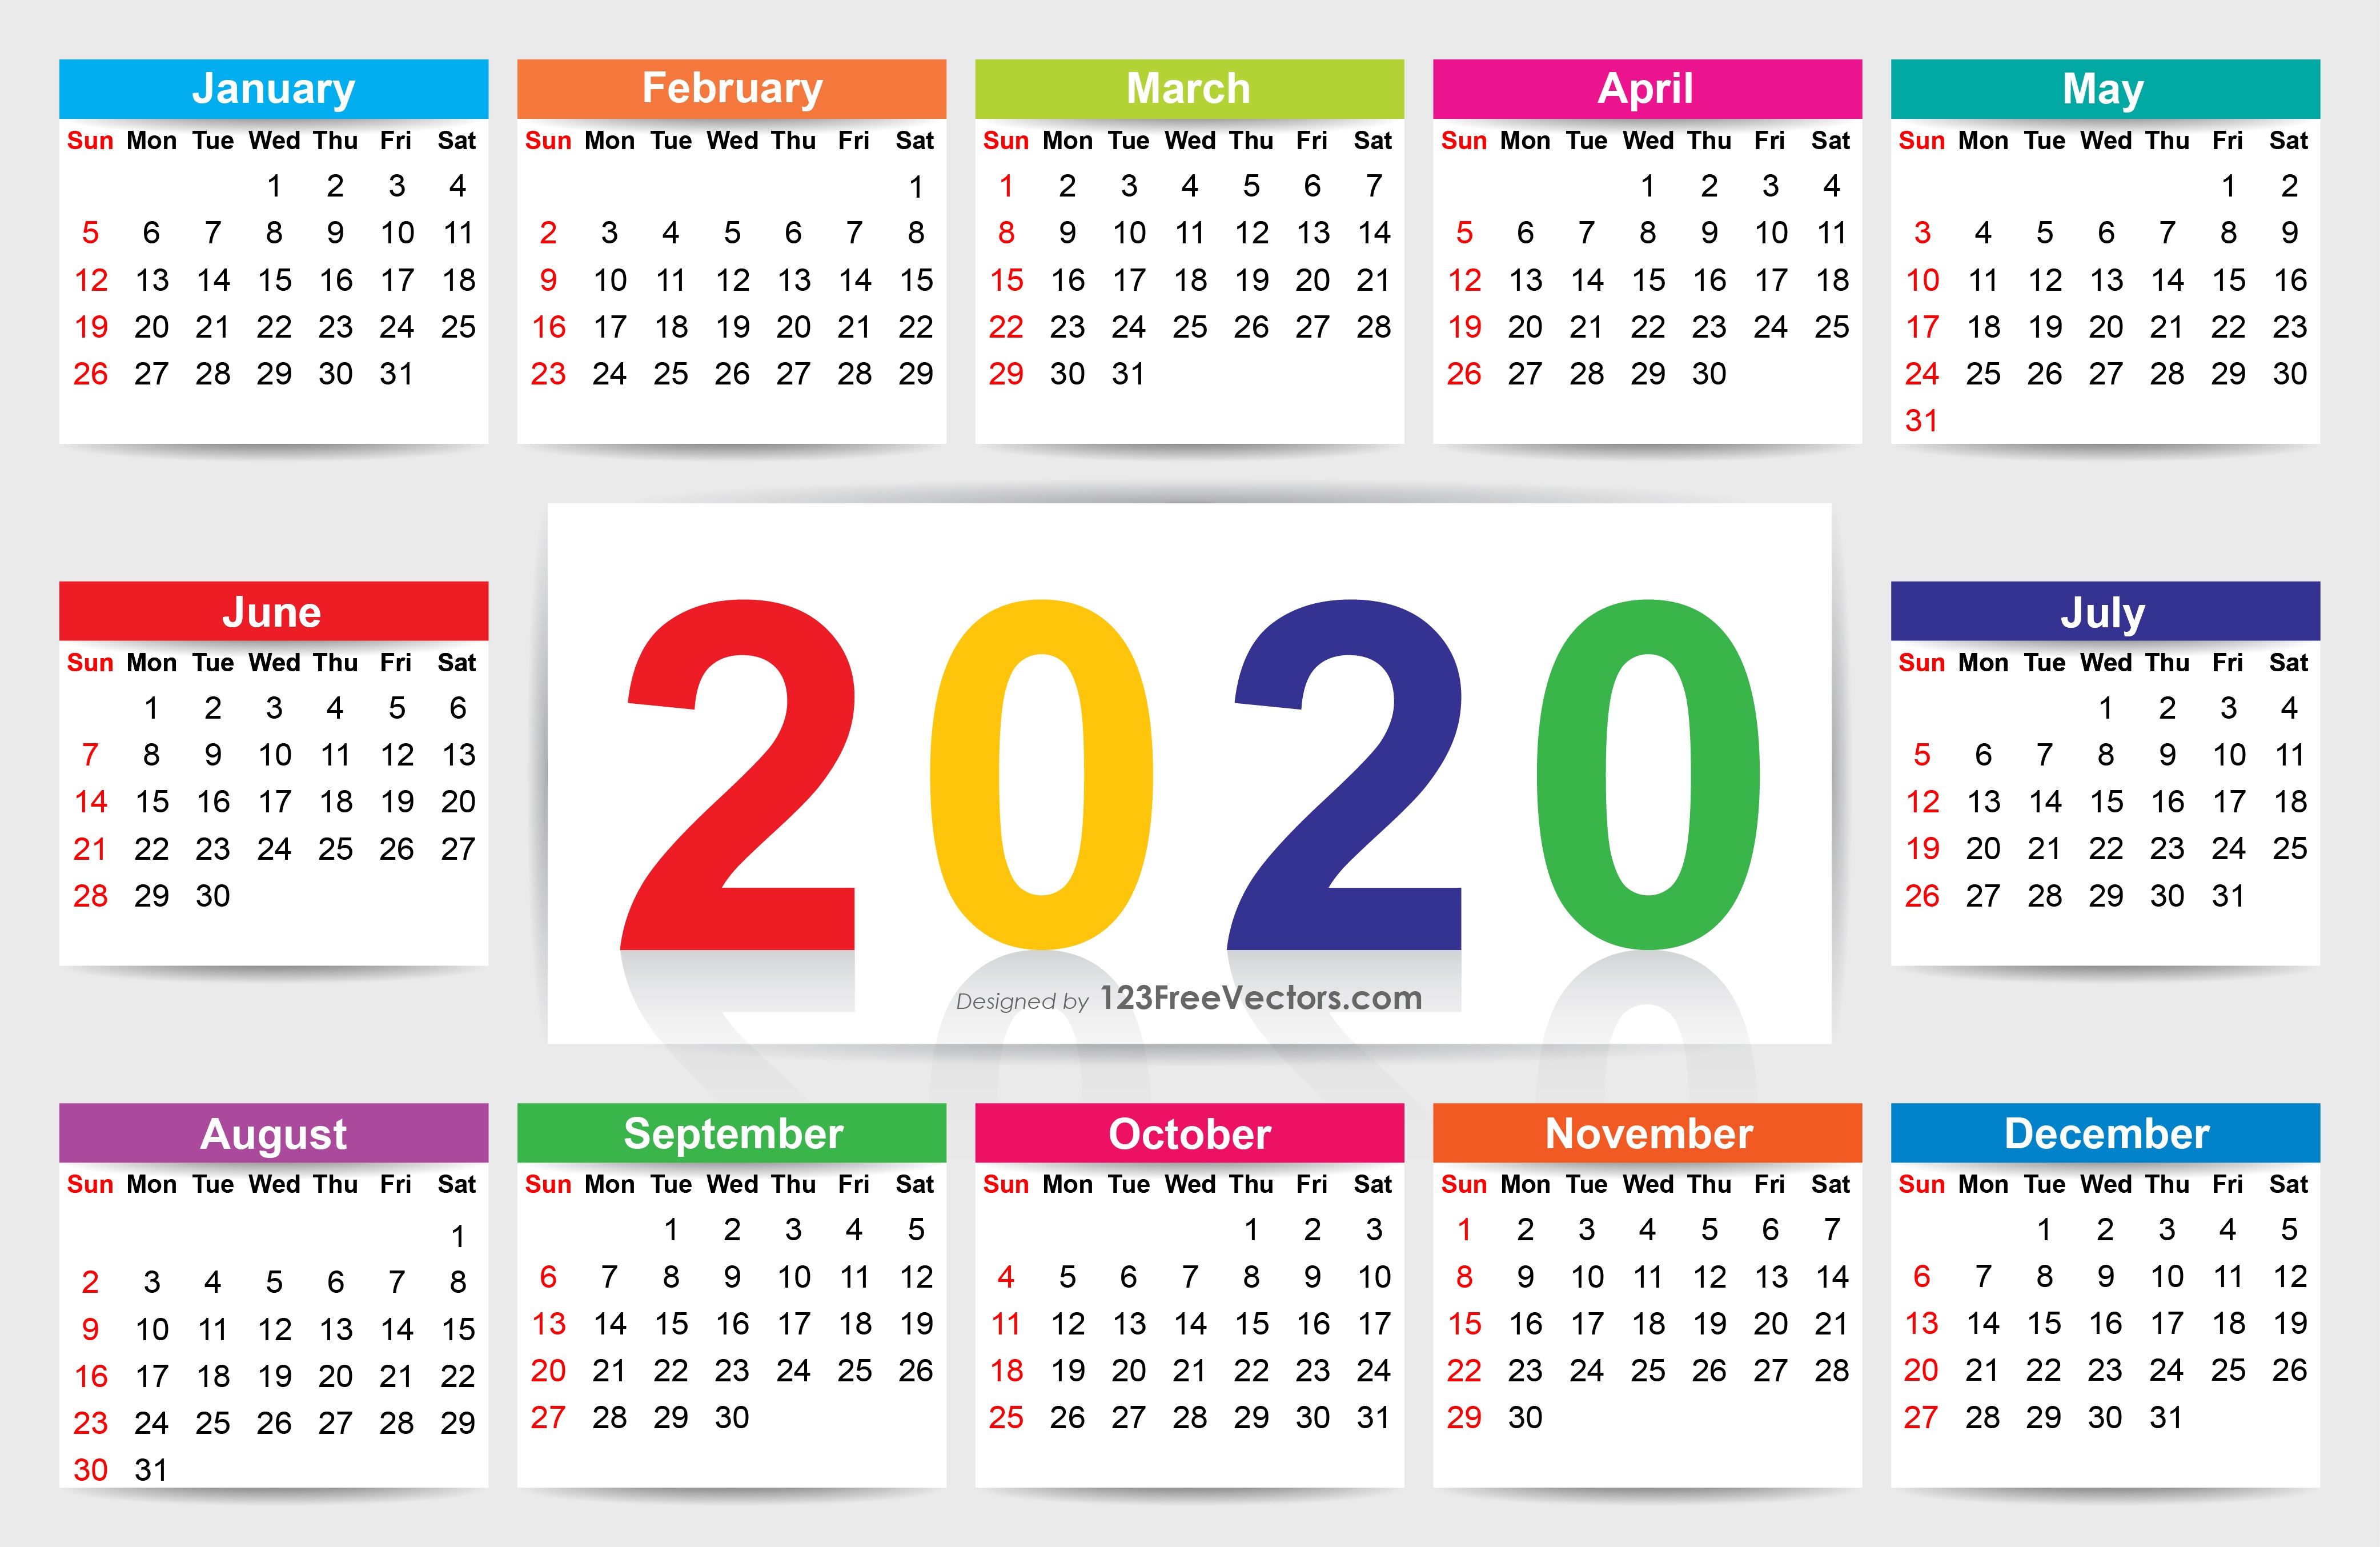 January
Sun Mon Tue Wed Thu Fri Sat
1 2 3 4
5 6 7 8 9 10 11
12 13 14 15 16 17 18
19 20 21 22 23 24 25
26 27 28 29 30 31
February
Sun Mon Tue Wed Thu Fri Sat
1
2 3 4 5 6 7 8
9 10 11 12 13 14 15
16 17 18 19 20 21 22
23 24 25 26 27 28 29
March
Sun Mon Tue Wed Thu Fri Sat
1 2 3 4 5 6 7
8 9 10 11 12 13 14
15 16 17 18 19 20 21
22 23 24 25 26 27 28
29 30 31
April
Sun Mon Tue Wed Thu Fri Sat
1 2 3 4
5 6 7 8 9 10 11
12 13 14 15 16 17 18
19 20 21 22 23 24 25
26 27 28 29 30
May
Sun Mon Tue Wed Thu Fri Sat
1 2
3 4 5 6 7 8 9
10 11 12 13 14 15 16
17 18 19 20 21 22 23
24 25 26 27 28 29 30
31
June
Sun Mon Tue Wed Thu Fri Sat
1 2 3 4 5 6
7 8 9 10 11 12 13
14 15 16 17 18 19 20
21 22 23 24 25 26 27
28 29 30
2020
Designed by 123FreeVectors.com
July
Sun Mon Tue Wed Thu Fri Sat
1 2 3 4
5 6 7 8 9 10 11
12 13 14 15 16 17 18
19 20 21 22 23 24 25
26 27 28 29 30 31
August
Sun Mon Tue Wed Thu Fri Sat
1
2 3 4 5 6 7 8
9 10 11 12 13 14 15
16 17 18 19 20 21 22
23 24 25 26 27 28 29
30 31
September
Sun Mon Tue Wed Thu Fri Sat
1 2 3 4 5
6 7 8 9 10 11 12
13 14 15 16 17 18 19
20 21 22 23 24 25 26
27 28 29 30
October
Sun Mon Tue Wed Thu Fri Sat
1 2 3
4 5 6 7 8 9 10
11 12 13 14 15 16 17
18 19 20 21 22 23 24
25 26 27 28 29 30 31
November
Sun Mon Tue Wed Thu Fri Sat
1 2 3 4 5 6 7
8 9 10 11 12 13 14
15 16 17 18 19 20 21
22 23 24 25 26 27 28
29 30
December
Sun Mon Tue Wed Thu Fri Sat
1 2 3 4 5
6 7 8 9 10 11 12
13 14 15 16 17 18 19
20 21 22 23 24 25 26
27 28 29 30 31